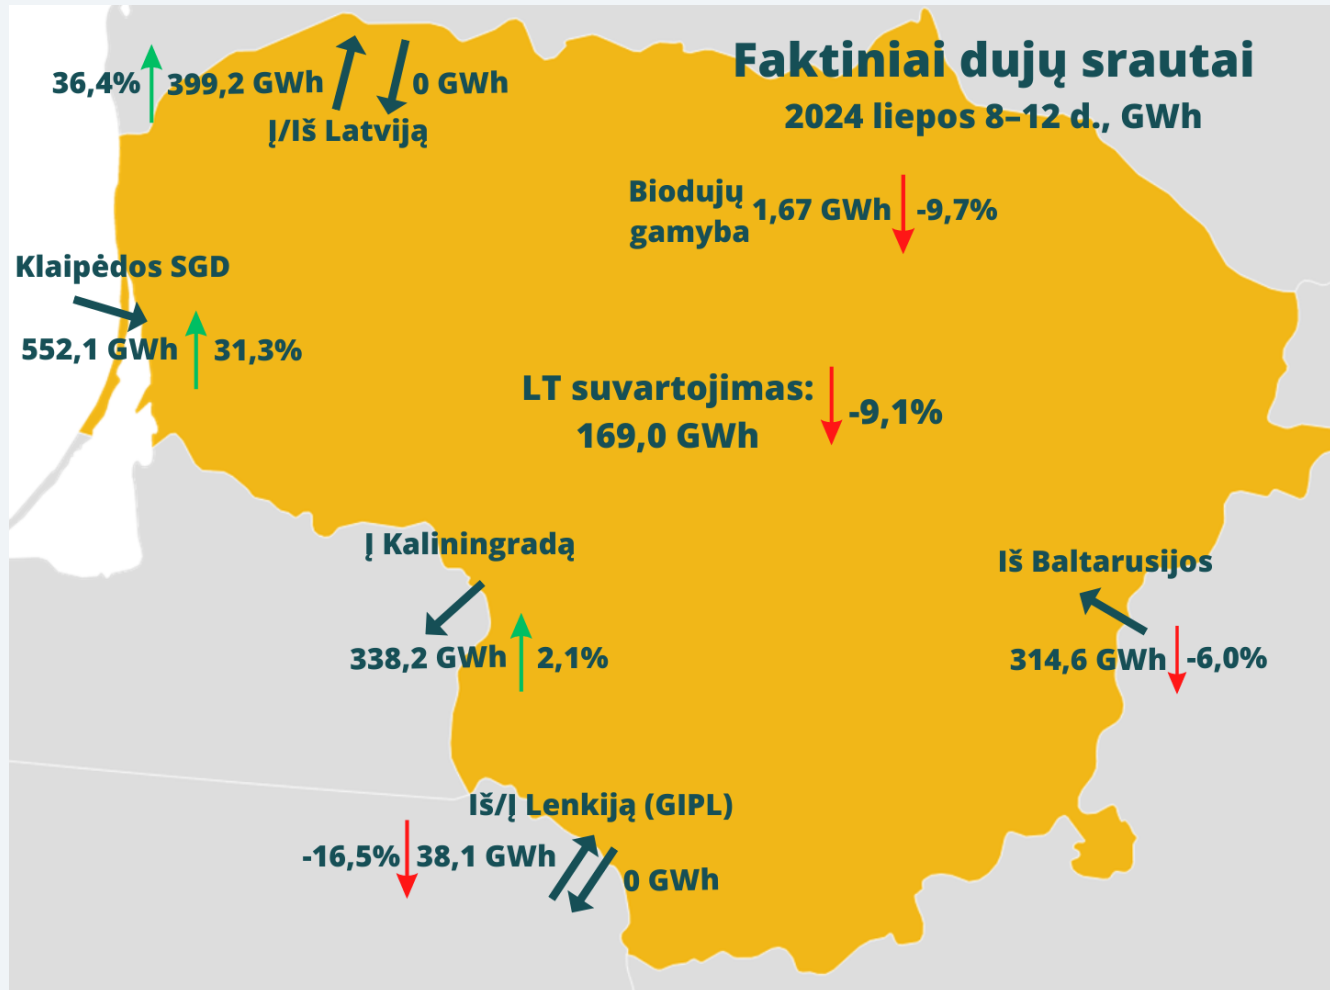 Faktiniai dujų srautai
2024 liepos 8–12 d., GWh
36,4% 399,2 GWh 0 GWh
Į/Iš Latviją
Biodujų
gamyba
1,67 GWh -9,7%
Klaipėdos SGD
552,1 GWh 31,3%
LT suvartojimas:
169,0 GWh
-9,1%
Į Kaliningradą
338,2 GWh 2,1%
Iš Baltarusijos
314,6 GWh -6,0%
Iš/Į Lenkiją (GIPL)
-16,5% 38,1 GWh
0 GWh